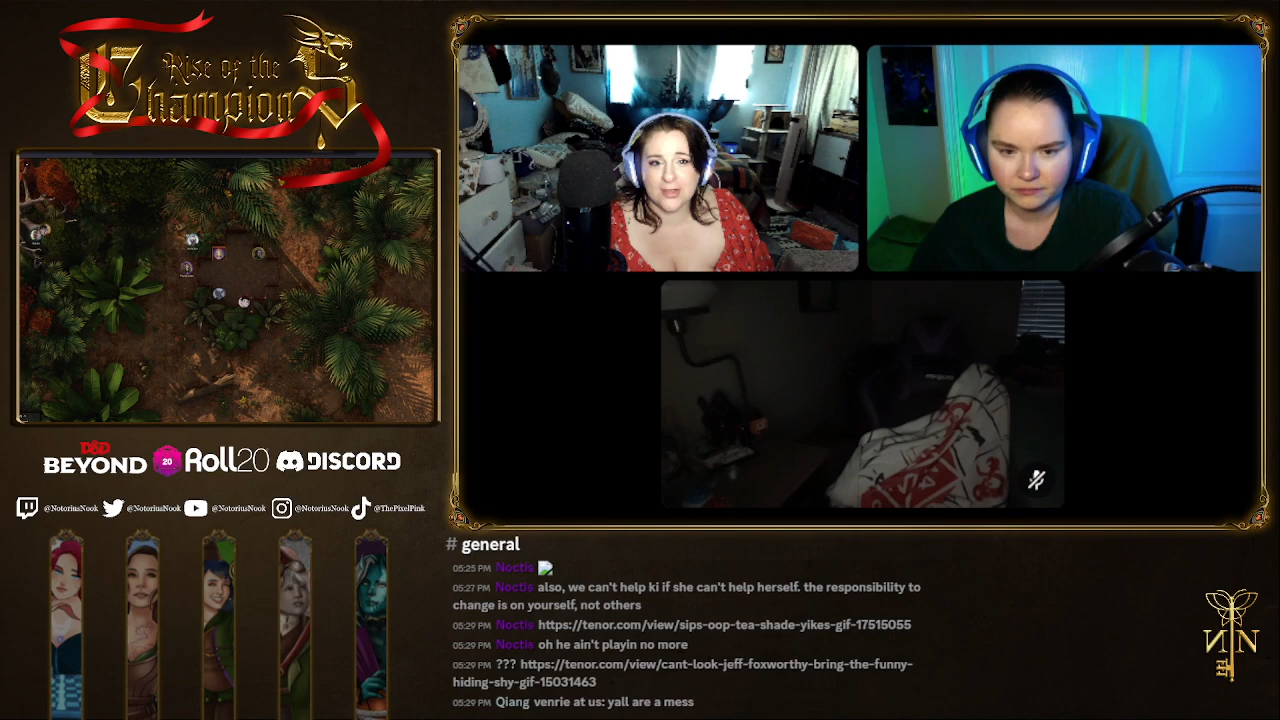 Rise of the
Champions
D&D
BEYOND
20
Roll20
DISCORD
@NotoriusNook
@NotoriusNook
@NotoriusNook
@NotoriusNook
@ThePixelPink
# general
05:25 PM Noctis
05:27 PM Noctis also, we can't help ki if she can't help herself. the responsibility to
change is on yourself, not others
05:29 PM Noctis https://tenor.com/view/sips-oop-tea-shade-yikes-gif-17515055
05:29 PM Noctis oh he ain't playin no more
05:29 PM ??? https://tenor.com/view/cant-look-jeff-foxworthy-bring-the-funny-
hiding-shy-gif-15031463
05:29 PM Qiang venrie at us: yall are a mess